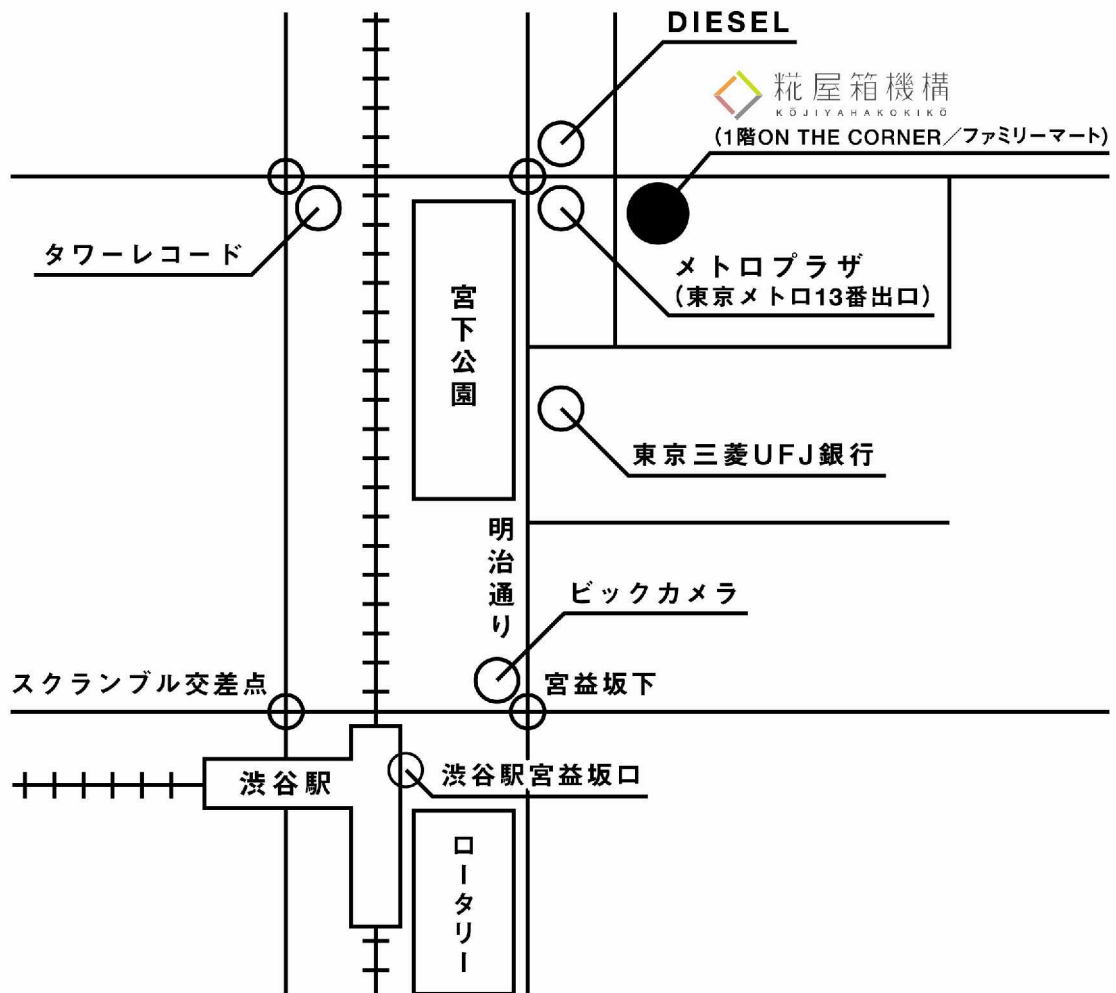 DIESEL
糀屋箱機構
KŌJIYAHAKOKIKŌ
(1階ON THE CORNER/ファミリーマート)
タワーレコード
メトロプラザ
(東京メトロ13番出口)
宮下公園
東京三菱UFJ銀行
明治通り
ビックカメラ
スクランブル交差点
宮益坂下
渋谷駅
渋谷駅宮益坂口
ロータリー